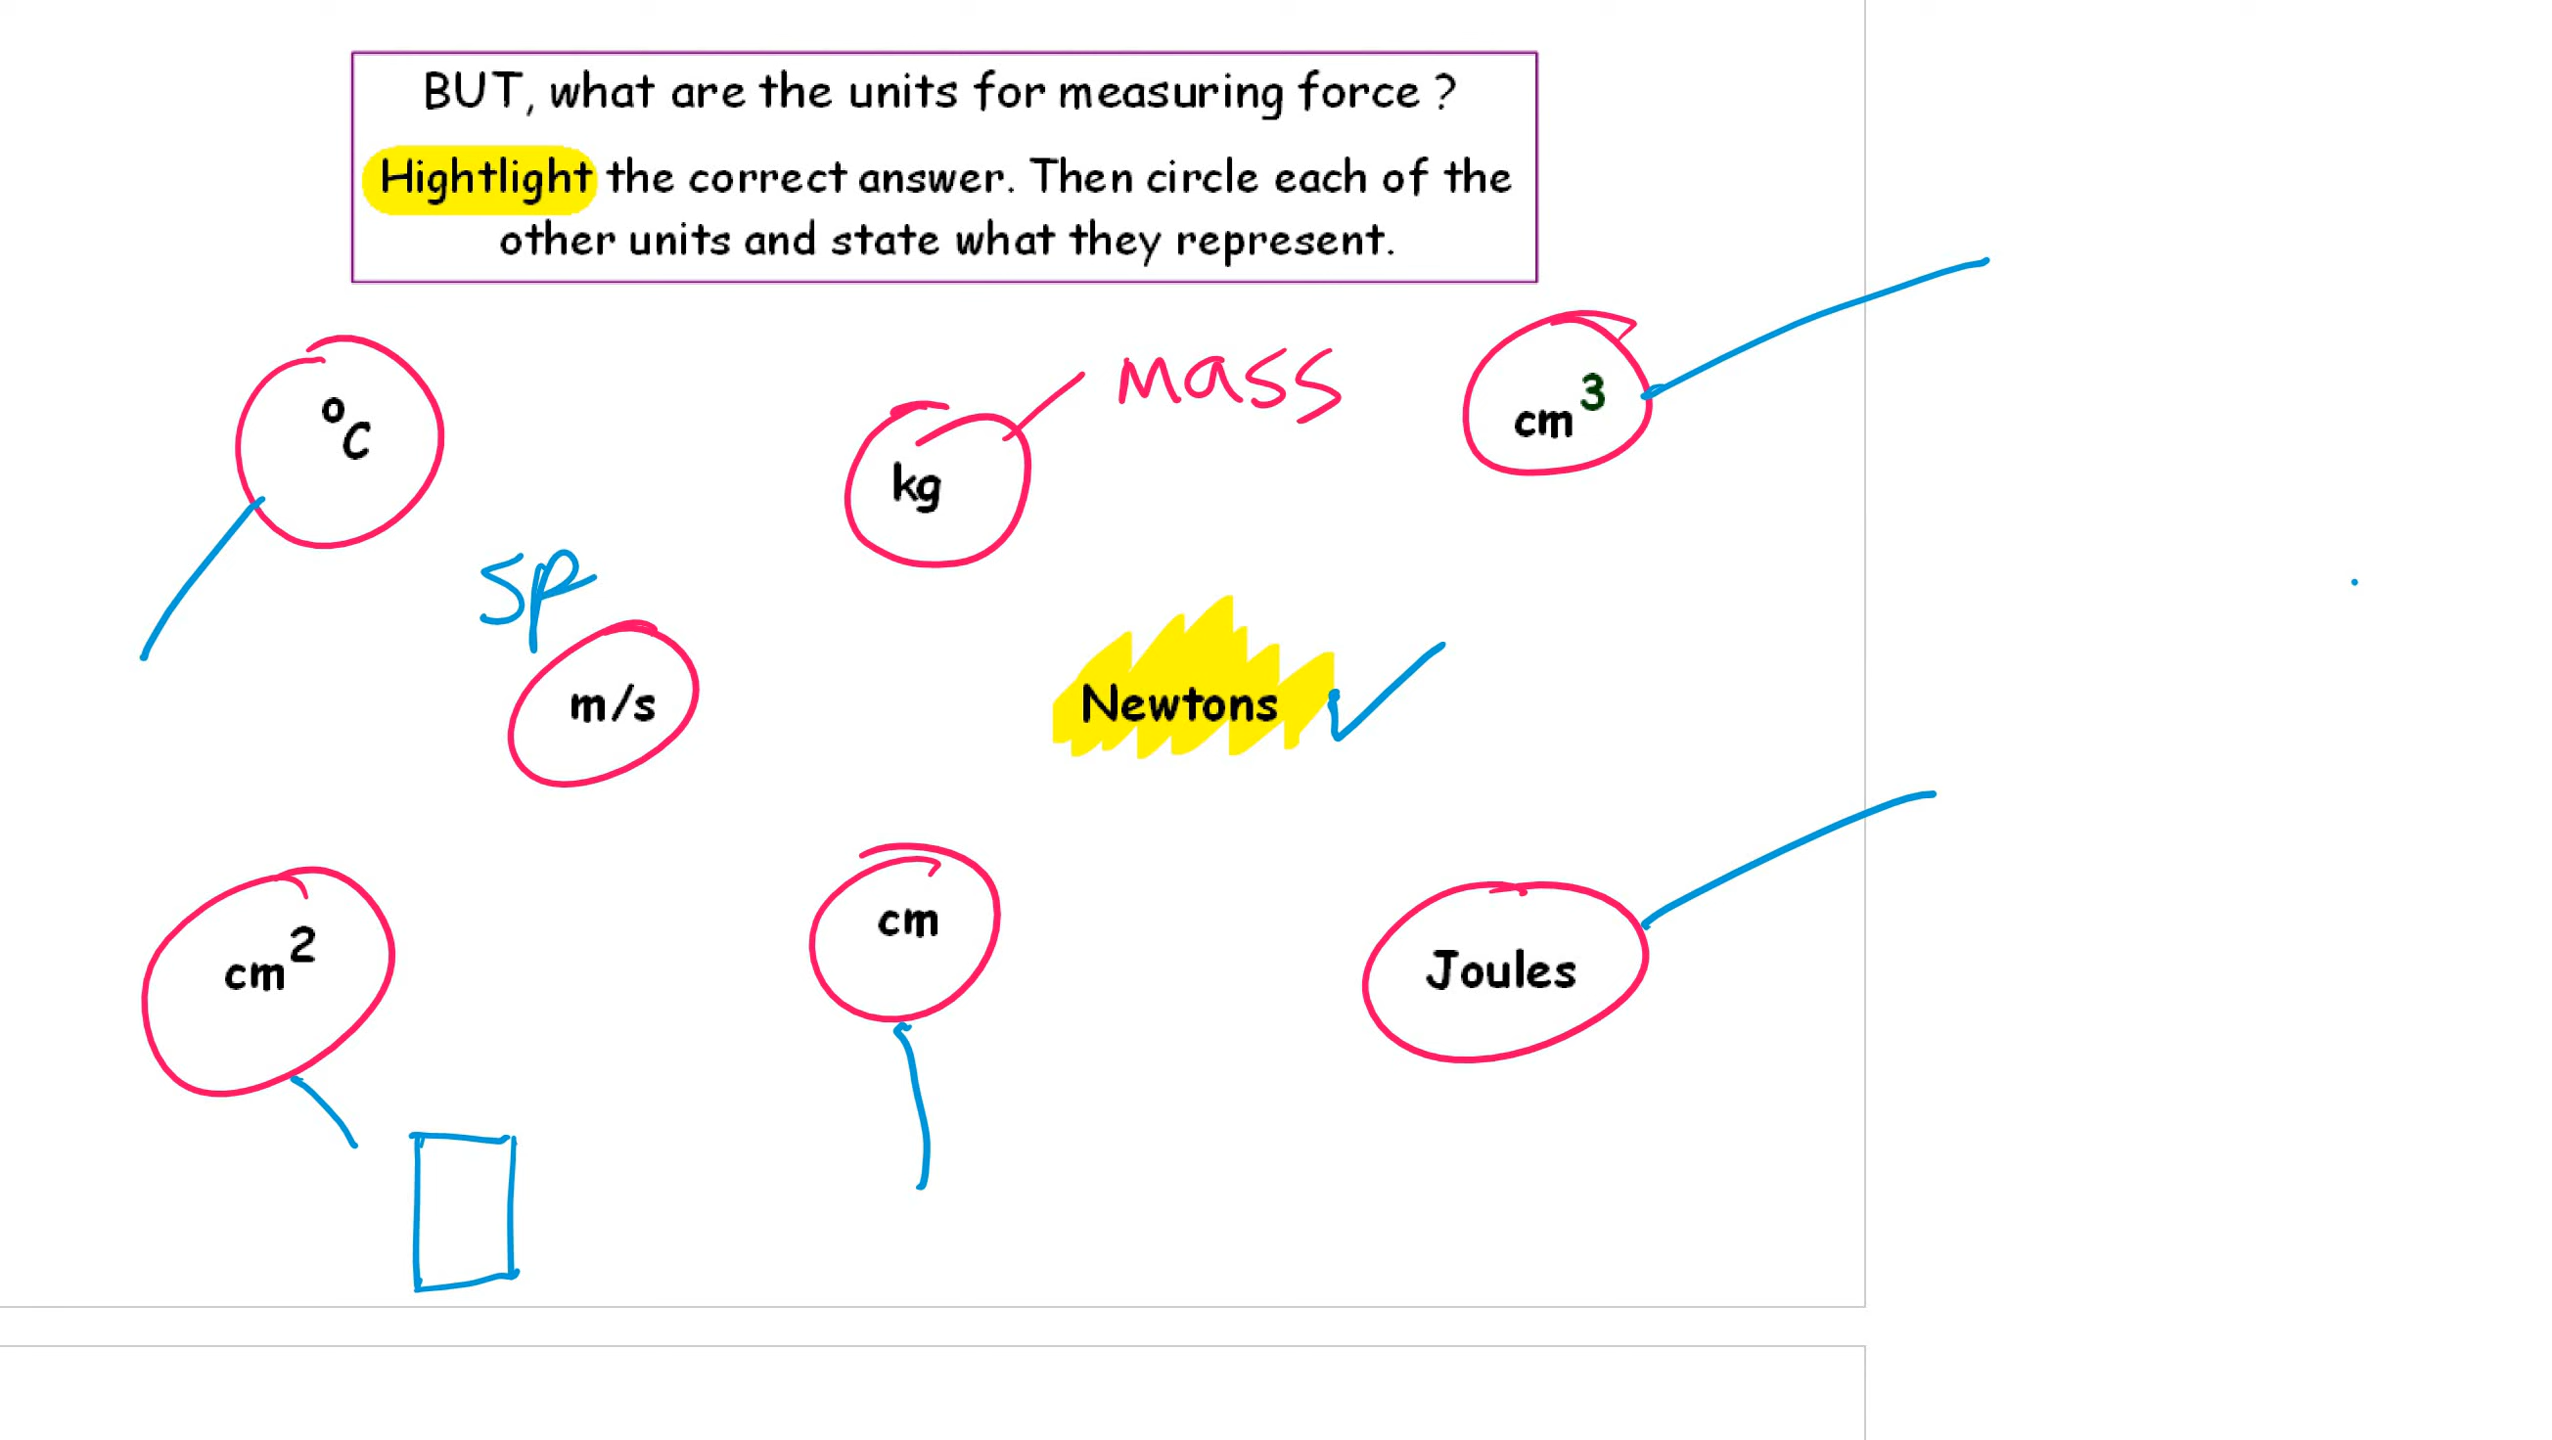 BUT, what are the units for measuring force ?
Hightlight the correct answer. Then circle each of the
other units and state what they represent.
°C
kg
mass
cm³
sp
m/s
Newtons
cm²
cm
Joules